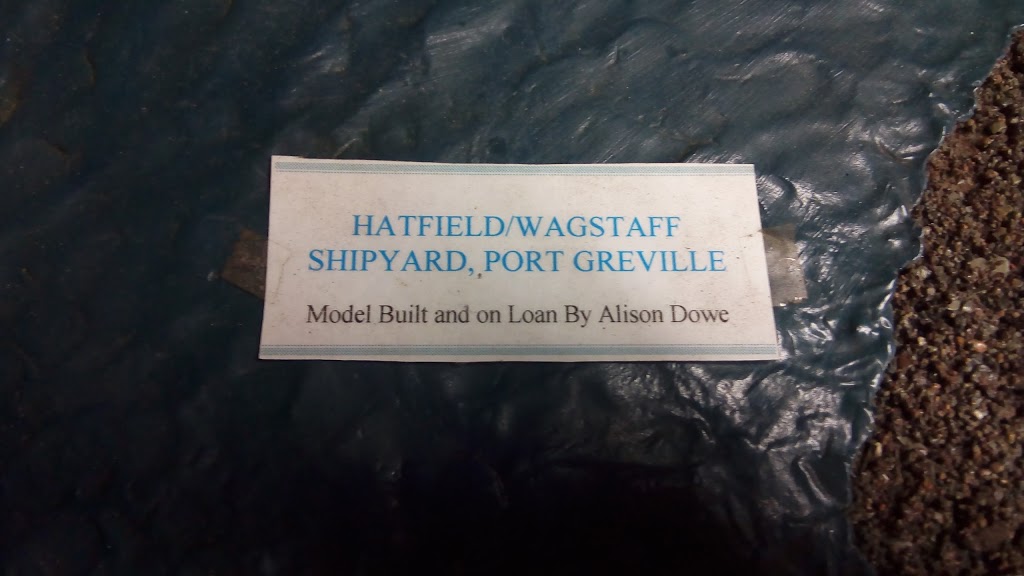 HATFIELD/WAGSTAFF
SHIPYARD, PORT GREVILLE
Model Built and on Loan By Alison Dowe